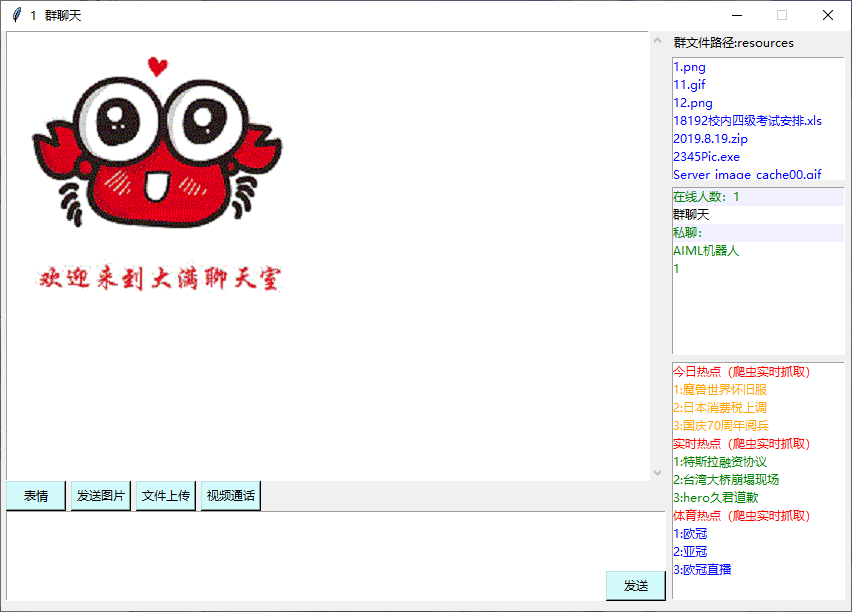 1 群聊天
欢迎来到大满聊天室
表情
发送图片
文件上传
视频通话
发送
群文件路径:resources
1.png
11.gif
12.png
18192校内四级考试安排.xls
2019.8.19.zip
2345Pic.exe
Server_image_cache00.gif
在线人数: 1
群聊天
私聊:
AIML机器人
1
今日热点（爬虫实时抓取）
1:魔兽世界怀旧服
2:日本消费税上调
3:国庆70周年阅兵
实时热点（爬虫实时抓取）
1:特斯拉融资协议
2:台湾大桥崩塌现场
3:hero久君道歉
体育热点（爬虫实时抓取）
1:欧冠
2:亚冠
3:欧冠直播